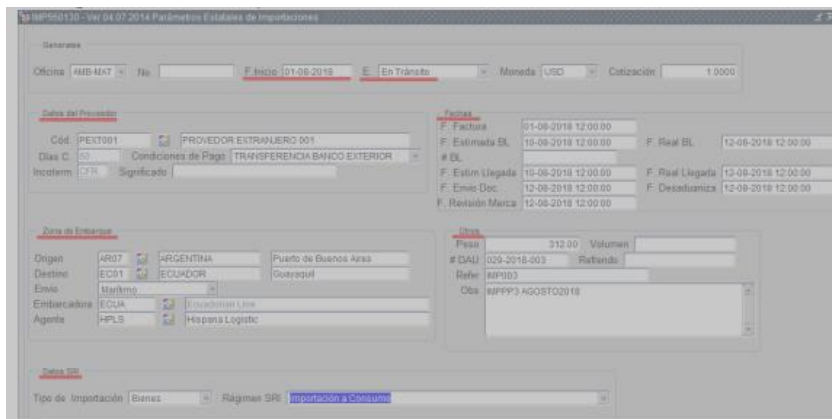 IMP550130 - Ver 04.07.2014 Parámetros Estatales de Importaciones
Generales
Oficina AMB-MAT No. F.Inicio 01-08-2018 E. En Tránsito Moneda USD Cotización 1.0000
Datos del Proveedor
Cód. PEXT001 PROVEDOR EXTRANJERO 001
Días C. 60 Condiciones de Pago TRANSFERENCIA BANCO EXTERIOR
Incoterm CFR Significado
Fechas
F. Factura 01-08-2018 12:00:00
F. Estimada BL 10-08-2018 12:00:00 F. Real BL 12-08-2018 12:00:00
# BL
F. Estim Llegada 10-08-2018 12:00:00 F. Real Llegada 12-08-2018 12:00:00
F. Envío Doc. 12-08-2018 12:00:00 F. Desaduaniza 12-08-2018 12:00:00
F. Revisión Marca 12-08-2018 12:00:00
Zona de Embarque
Origen AR07 ARGENTINA Puerto de Buenos Aires
Destino EC01 ECUADOR Guayaquil
Envio Marítimo
Embarcadora ECUA Ecuadorian Line
Agente HPLS Hispana Logistic
Otros
Peso 312.00 Volumen
# DAU 029-2018-003 Refrendo
Refer IMP003
Obs IMPPP3 AGOSTO2018
Datos SRI
Tipo de Importación Bienes Régimen SRI Importación a Consumo